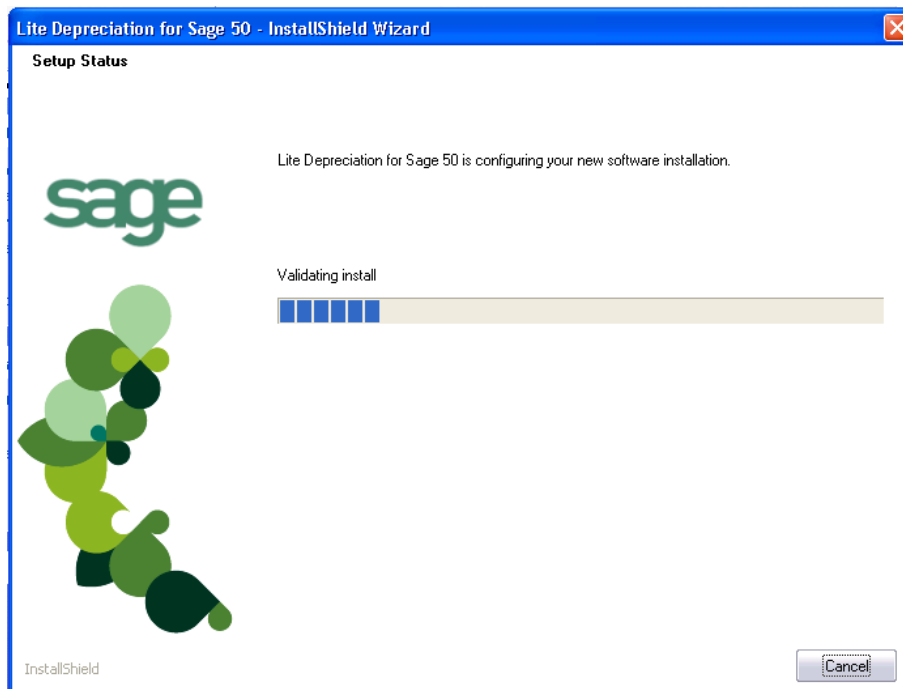 Lite Depreciation for Sage 50 - InstallShield Wizard
Setup Status
Lite Depreciation for Sage 50 is configuring your new software installation.
sage
Validating install
InstallShield
Cancel